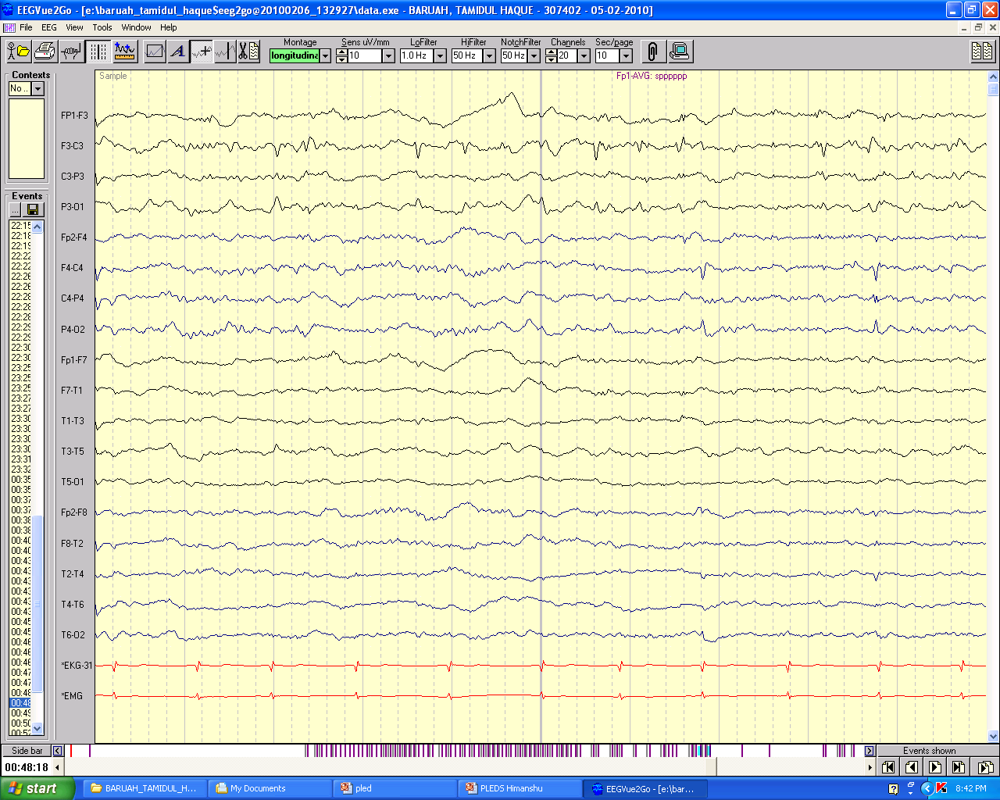 EEGVue2Go - [e:\baruah_tamidul_haque$eeg2go@20100206_132927\data.exe - BARUAH, TAMIDUL HAQUE - 307402 - 05-02-2010]
File EEG View Tools Window Help
Montage Sens uV/mm LoFilter HiFilter NotchFilter Channels Sec/page
longitudina 10 1.0 Hz 50 Hz 50 Hz 20 10
Contexts
No ..
Sample
Fp1-AVG: spppppp
FP1-F3
F3-C3
C3-P3
P3-O1
Fp2-F4
F4-C4
C4-P4
P4-O2
Fp1-F7
F7-T1
T1-T3
T3-T5
T5-O1
Fp2-F8
F8-T2
T2-T4
T4-T6
T6-O2
*EKG-31
*EMG
Events
...
22:15
22:18
22:19
22:22
22:22
22:26
22:26
22:28
22:28
22:28
22:29
22:29
22:30
22:30
23:25
23:25
23:25
23:27
23:27
23:30
23:30
23:30
23:30
23:31
23:32
00:35
00:35
00:37
00:37
00:38
00:38
00:40
00:40
00:43
00:43
00:43
00:43
00:43
00:43
00:45
00:45
00:46
00:46
00:46
00:47
00:47
00:48
00:48
00:49
00:50
00:52
Side bar
Events shown
00:48:18
start
BARUAH_TAMIDUL_H...
My Documents
pled
PLEDS Himanshu
EEGVue2Go - [e:\bar...
8:42 PM